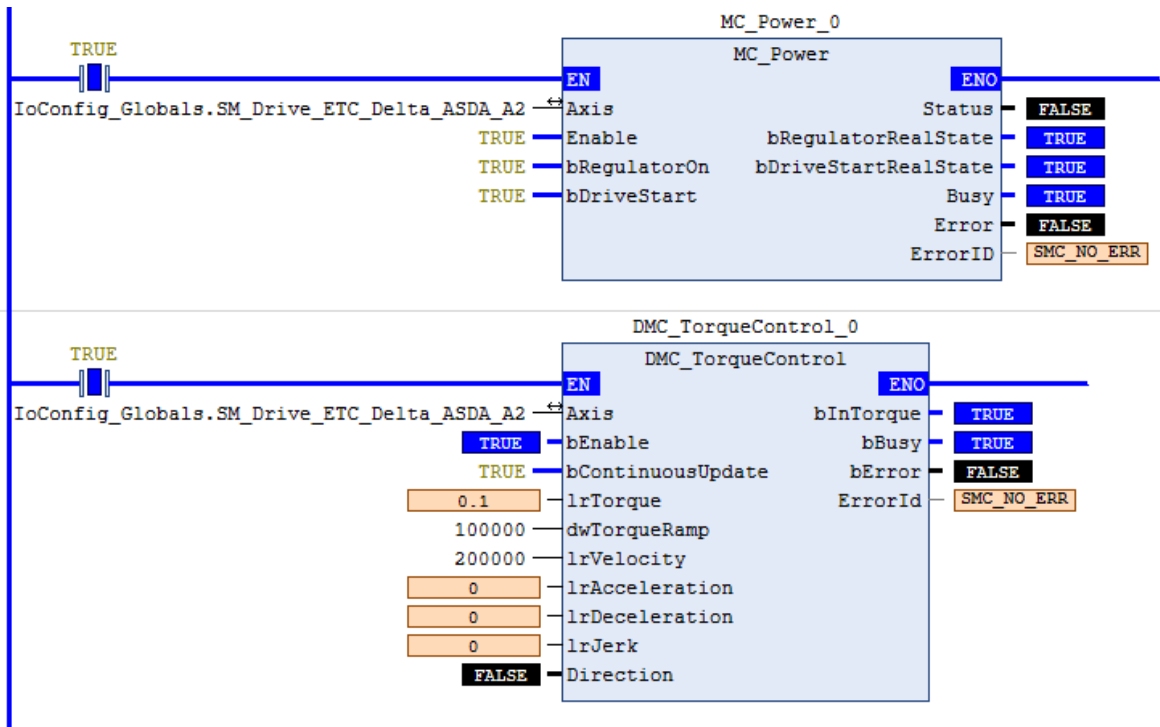 MC_Power_0
TRUE
MC_Power
EN ENO
IoConfig_Globals.SM_Drive_ETC_Delta_ASDA_A2 Axis Status FALSE
TRUE Enable bRegulatorRealState TRUE
TRUE bRegulatorOn bDriveStartRealState TRUE
TRUE bDriveStart Busy TRUE
Error FALSE
ErrorID SMC_NO_ERR
DMC_TorqueControl_0
TRUE
DMC_TorqueControl
EN ENO
IoConfig_Globals.SM_Drive_ETC_Delta_ASDA_A2 Axis bInTorque TRUE
TRUE bEnable bBusy TRUE
TRUE bContinuousUpdate bError FALSE
0.1 lrTorque ErrorId SMC_NO_ERR
100000 dwTorqueRamp
200000 lrVelocity
0 lrAcceleration
0 lrDeceleration
0 lrJerk
FALSE Direction